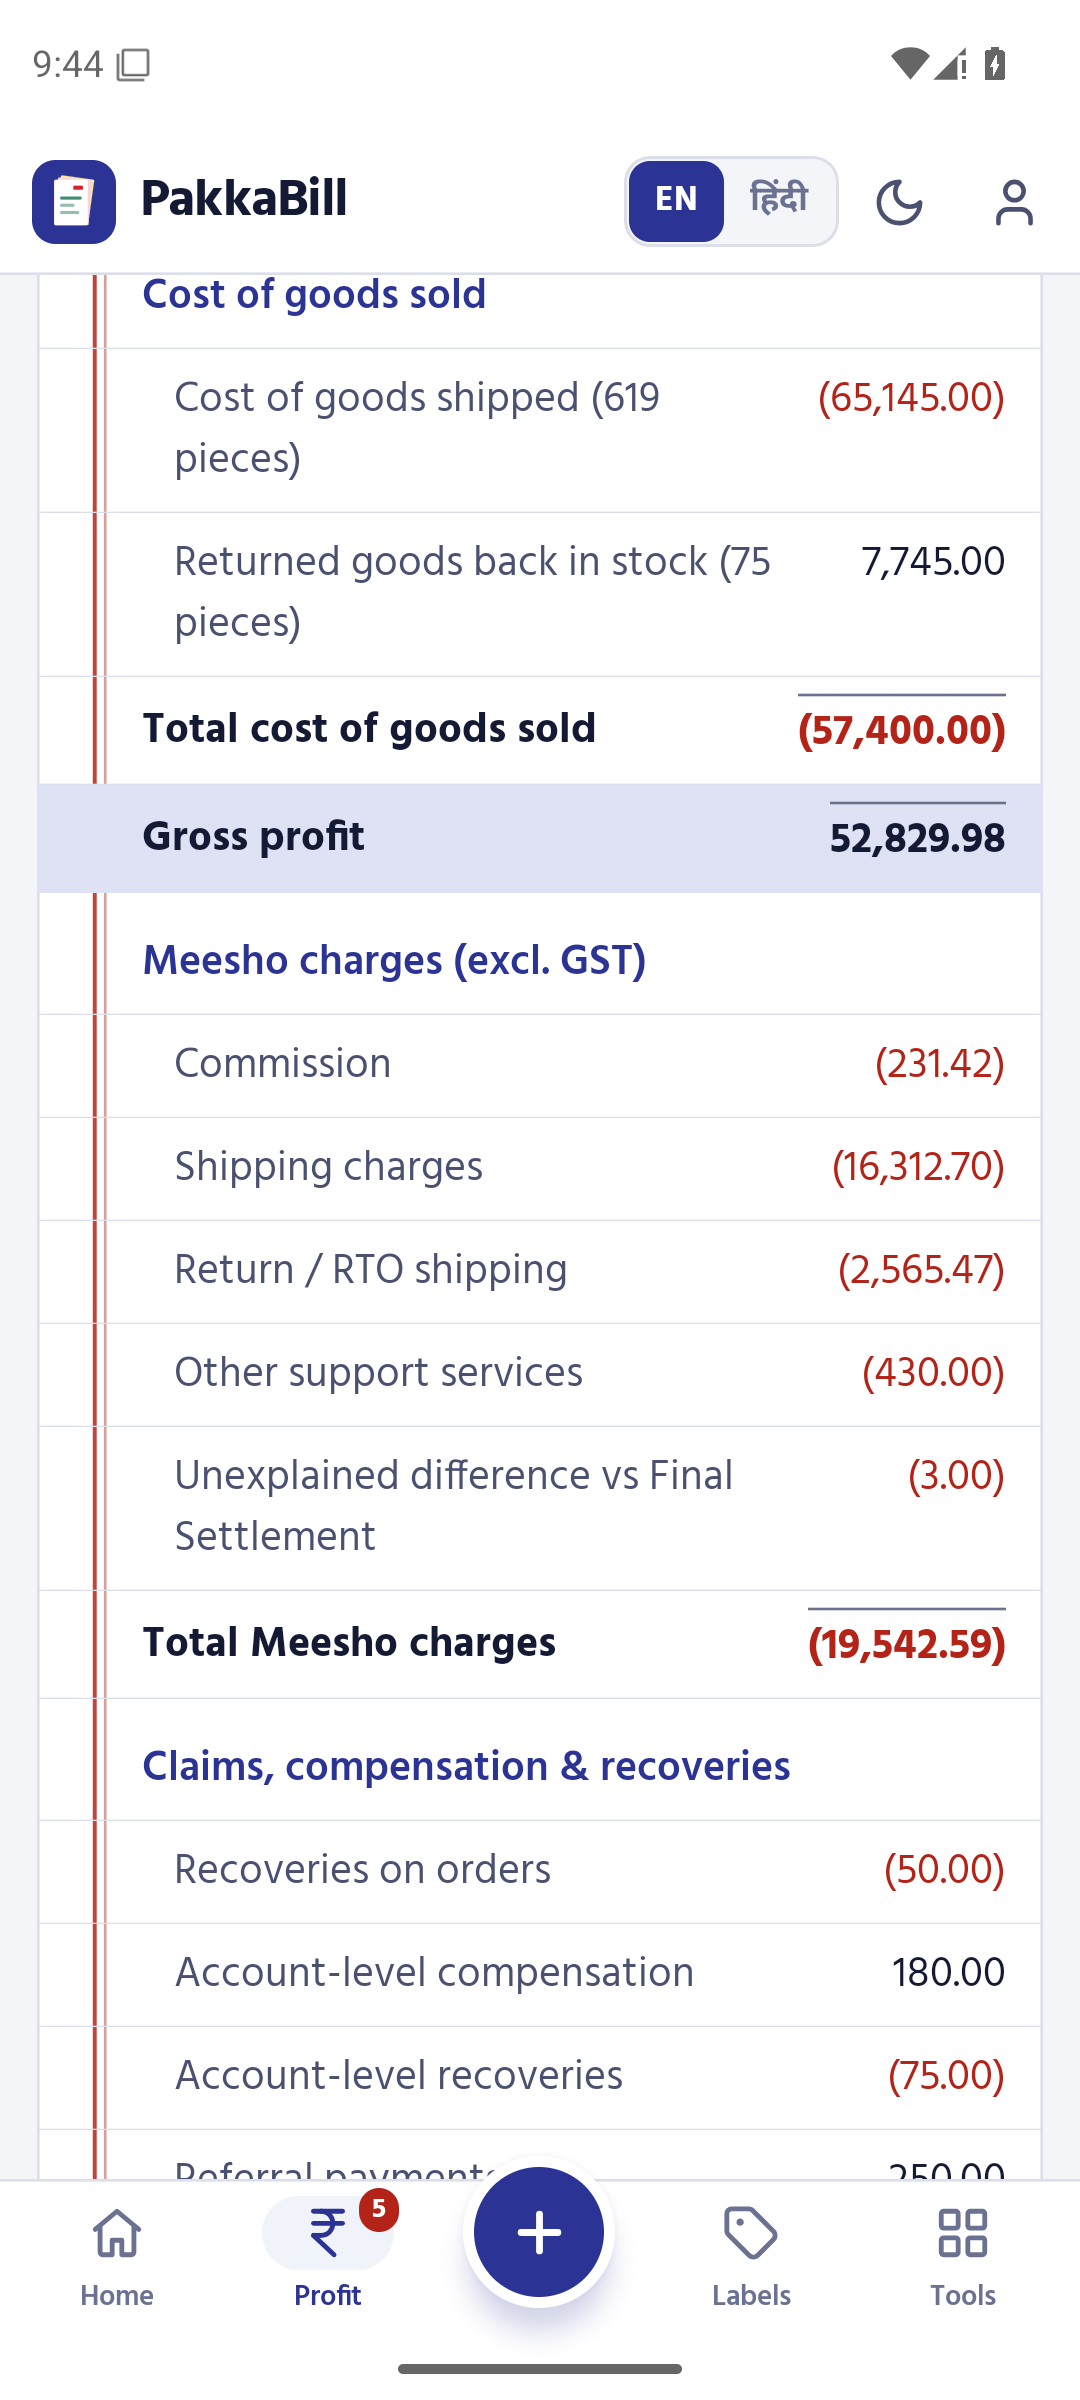 9:44
PakkaBill
EN हिंदी
Cost of goods sold
Cost of goods shipped (619 (65,145.00)
pieces)
Returned goods back in stock (75 7,745.00
pieces)
Total cost of goods sold (57,400.00)
Gross profit 52,829.98
Meesho charges (excl. GST)
Commission (231.42)
Shipping charges (16,312.70)
Return / RTO shipping (2,565.47)
Other support services (430.00)
Unexplained difference vs Final (3.00)
Settlement
Total Meesho charges (19,542.59)
Claims, compensation & recoveries
Recoveries on orders (50.00)
Account-level compensation 180.00
Account-level recoveries (75.00)
Referral payments 250.00
5
Home Profit Labels Tools